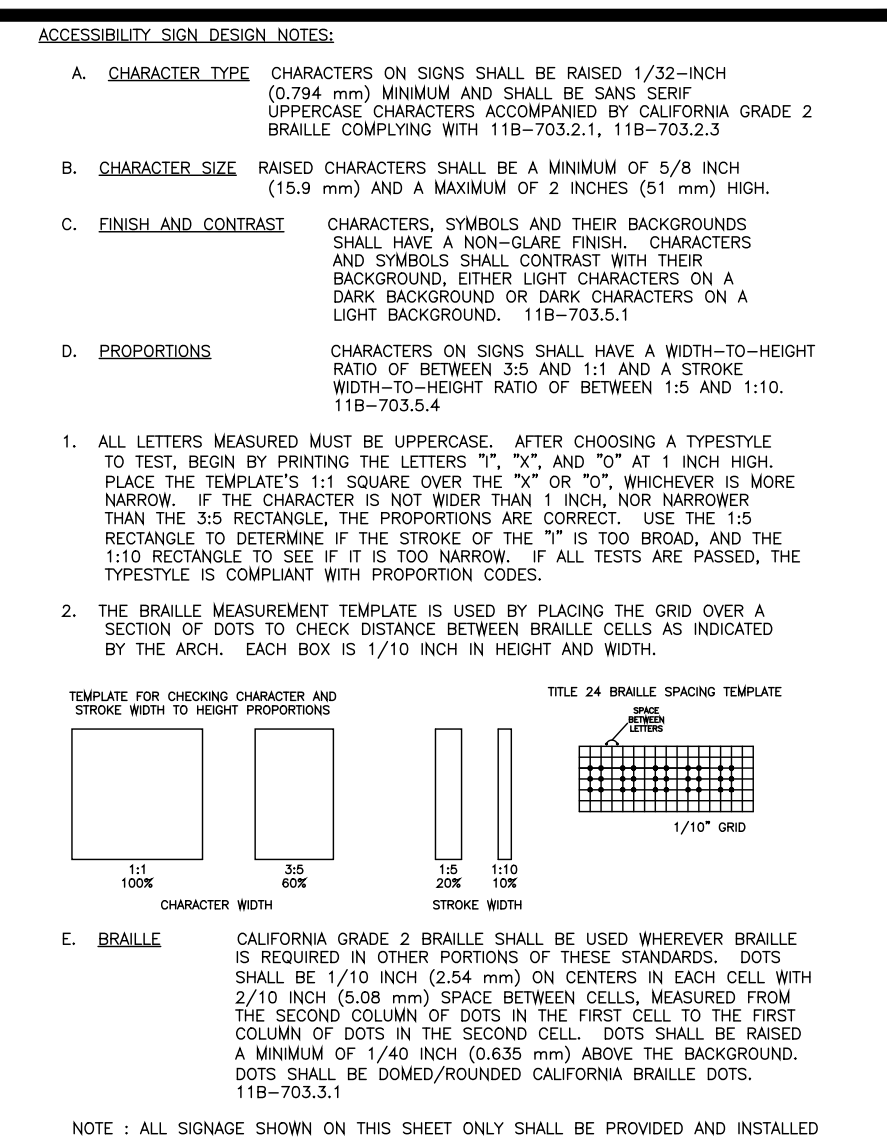 ACCESSIBILITY SIGN DESIGN NOTES:
A. CHARACTER TYPE CHARACTERS ON SIGNS SHALL BE RAISED 1/32-INCH
(0.794 mm) MINIMUM AND SHALL BE SANS SERIF
UPPERCASE CHARACTERS ACCOMPANIED BY CALIFORNIA GRADE 2
BRAILLE COMPLYING WITH 11B-703.2.1, 11B-703.2.3
B. CHARACTER SIZE RAISED CHARACTERS SHALL BE A MINIMUM OF 5/8 INCH
(15.9 mm) AND A MAXIMUM OF 2 INCHES (51 mm) HIGH.
C. FINISH AND CONTRAST CHARACTERS, SYMBOLS AND THEIR BACKGROUNDS
SHALL HAVE A NON-GLARE FINISH. CHARACTERS
AND SYMBOLS SHALL CONTRAST WITH THEIR
BACKGROUND, EITHER LIGHT CHARACTERS ON A
DARK BACKGROUND OR DARK CHARACTERS ON A
LIGHT BACKGROUND. 11B-703.5.1
D. PROPORTIONS CHARACTERS ON SIGNS SHALL HAVE A WIDTH-TO-HEIGHT
RATIO OF BETWEEN 3:5 AND 1:1 AND A STROKE
WIDTH-TO-HEIGHT RATIO OF BETWEEN 1:5 AND 1:10.
11B-703.5.4
1. ALL LETTERS MEASURED MUST BE UPPERCASE. AFTER CHOOSING A TYPESTYLE
TO TEST, BEGIN BY PRINTING THE LETTERS "I", "X", AND "O" AT 1 INCH HIGH.
PLACE THE TEMPLATE'S 1:1 SQUARE OVER THE "X" OR "O", WHICHEVER IS MORE
NARROW. IF THE CHARACTER IS NOT WIDER THAN 1 INCH, NOR NARROWER
THAN THE 3:5 RECTANGLE, THE PROPORTIONS ARE CORRECT. USE THE 1:5
RECTANGLE TO DETERMINE IF THE STROKE OF THE "I" IS TOO BROAD, AND THE
1:10 RECTANGLE TO SEE IF IT IS TOO NARROW. IF ALL TESTS ARE PASSED, THE
TYPESTYLE IS COMPLIANT WITH PROPORTION CODES.
2. THE BRAILLE MEASUREMENT TEMPLATE IS USED BY PLACING THE GRID OVER A
SECTION OF DOTS TO CHECK DISTANCE BETWEEN BRAILLE CELLS AS INDICATED
BY THE ARCH. EACH BOX IS 1/10 INCH IN HEIGHT AND WIDTH.
TEMPLATE FOR CHECKING CHARACTER AND
STROKE WIDTH TO HEIGHT PROPORTIONS
1:1
100%
3:5
60%
CHARACTER WIDTH
1:5
20%
1:10
10%
STROKE WIDTH
TITLE 24 BRAILLE SPACING TEMPLATE
SPACE
BETWEEN
LETTERS
1/10" GRID
E. BRAILLE CALIFORNIA GRADE 2 BRAILLE SHALL BE USED WHEREVER BRAILLE
IS REQUIRED IN OTHER PORTIONS OF THESE STANDARDS. DOTS
SHALL BE 1/10 INCH (2.54 mm) ON CENTERS IN EACH CELL WITH
2/10 INCH (5.08 mm) SPACE BETWEEN CELLS, MEASURED FROM
THE SECOND COLUMN OF DOTS IN THE FIRST CELL TO THE FIRST
COLUMN OF DOTS IN THE SECOND CELL. DOTS SHALL BE RAISED
A MINIMUM OF 1/40 INCH (0.635 mm) ABOVE THE BACKGROUND.
DOTS SHALL BE DOMED/ROUNDED CALIFORNIA BRAILLE DOTS.
11B-703.3.1
NOTE : ALL SIGNAGE SHOWN ON THIS SHEET ONLY SHALL BE PROVIDED AND INSTALLED